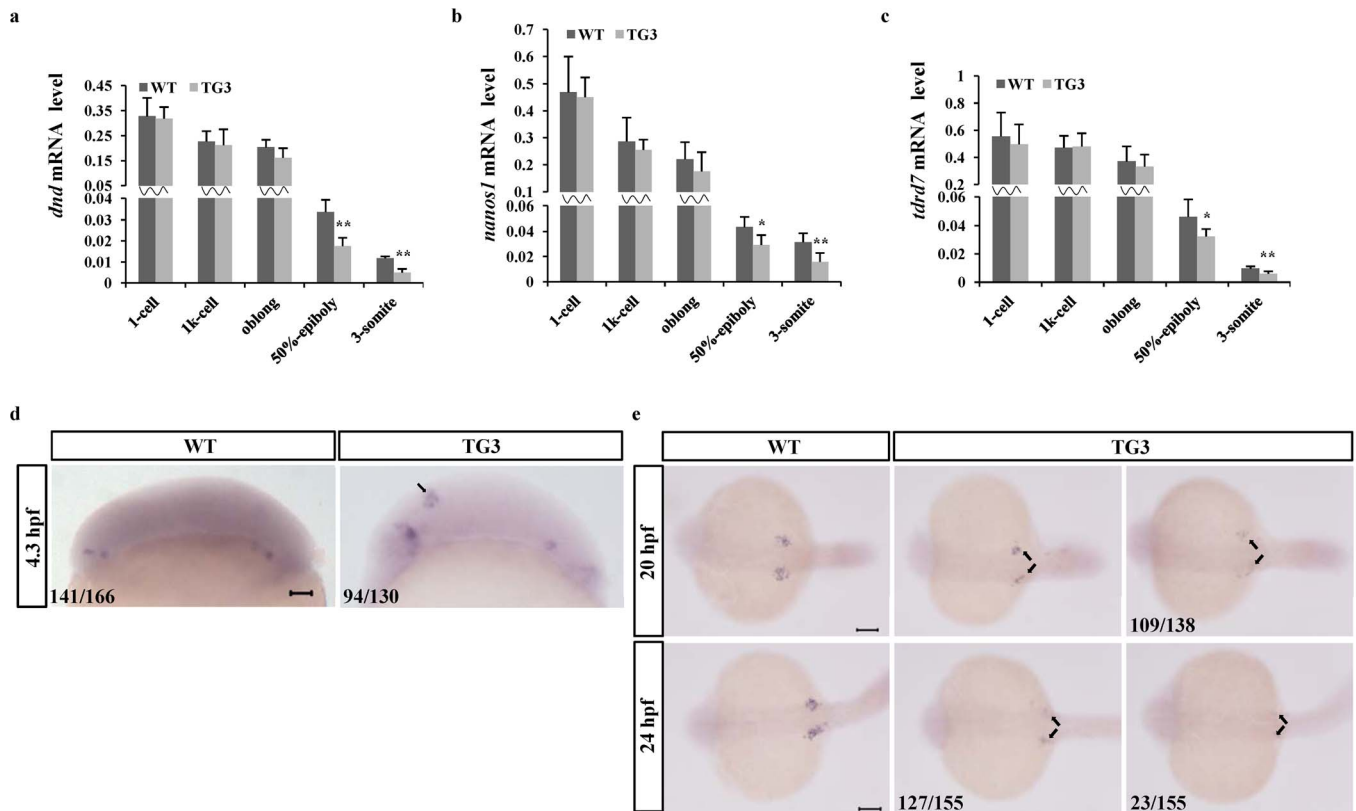 a
WT TG3
dnd mRNA level
0.45
0.35
0.25
0.15
0.05
0.04
0.03
0.02
0.01
0
** **
1-cell 1k-cell oblong 50%-epiboly 3-somite
b
WT TG3
nanos1 mRNA level
0.7
0.6
0.5
0.4
0.3
0.2
0.1
0.06
0.04
0.02
0
* **
1-cell 1k-cell oblong 50%-epiboly 3-somite
c
WT TG3
tdrd7 mRNA level
1
0.8
0.6
0.4
0.2
0.06
0.04
0.02
0
* **
1-cell 1k-cell oblong 50%-epiboly 3-somite
d
WT TG3
4.3 hpf
141/166 94/130
e
WT TG3
20 hpf
109/138
24 hpf
127/155 23/155